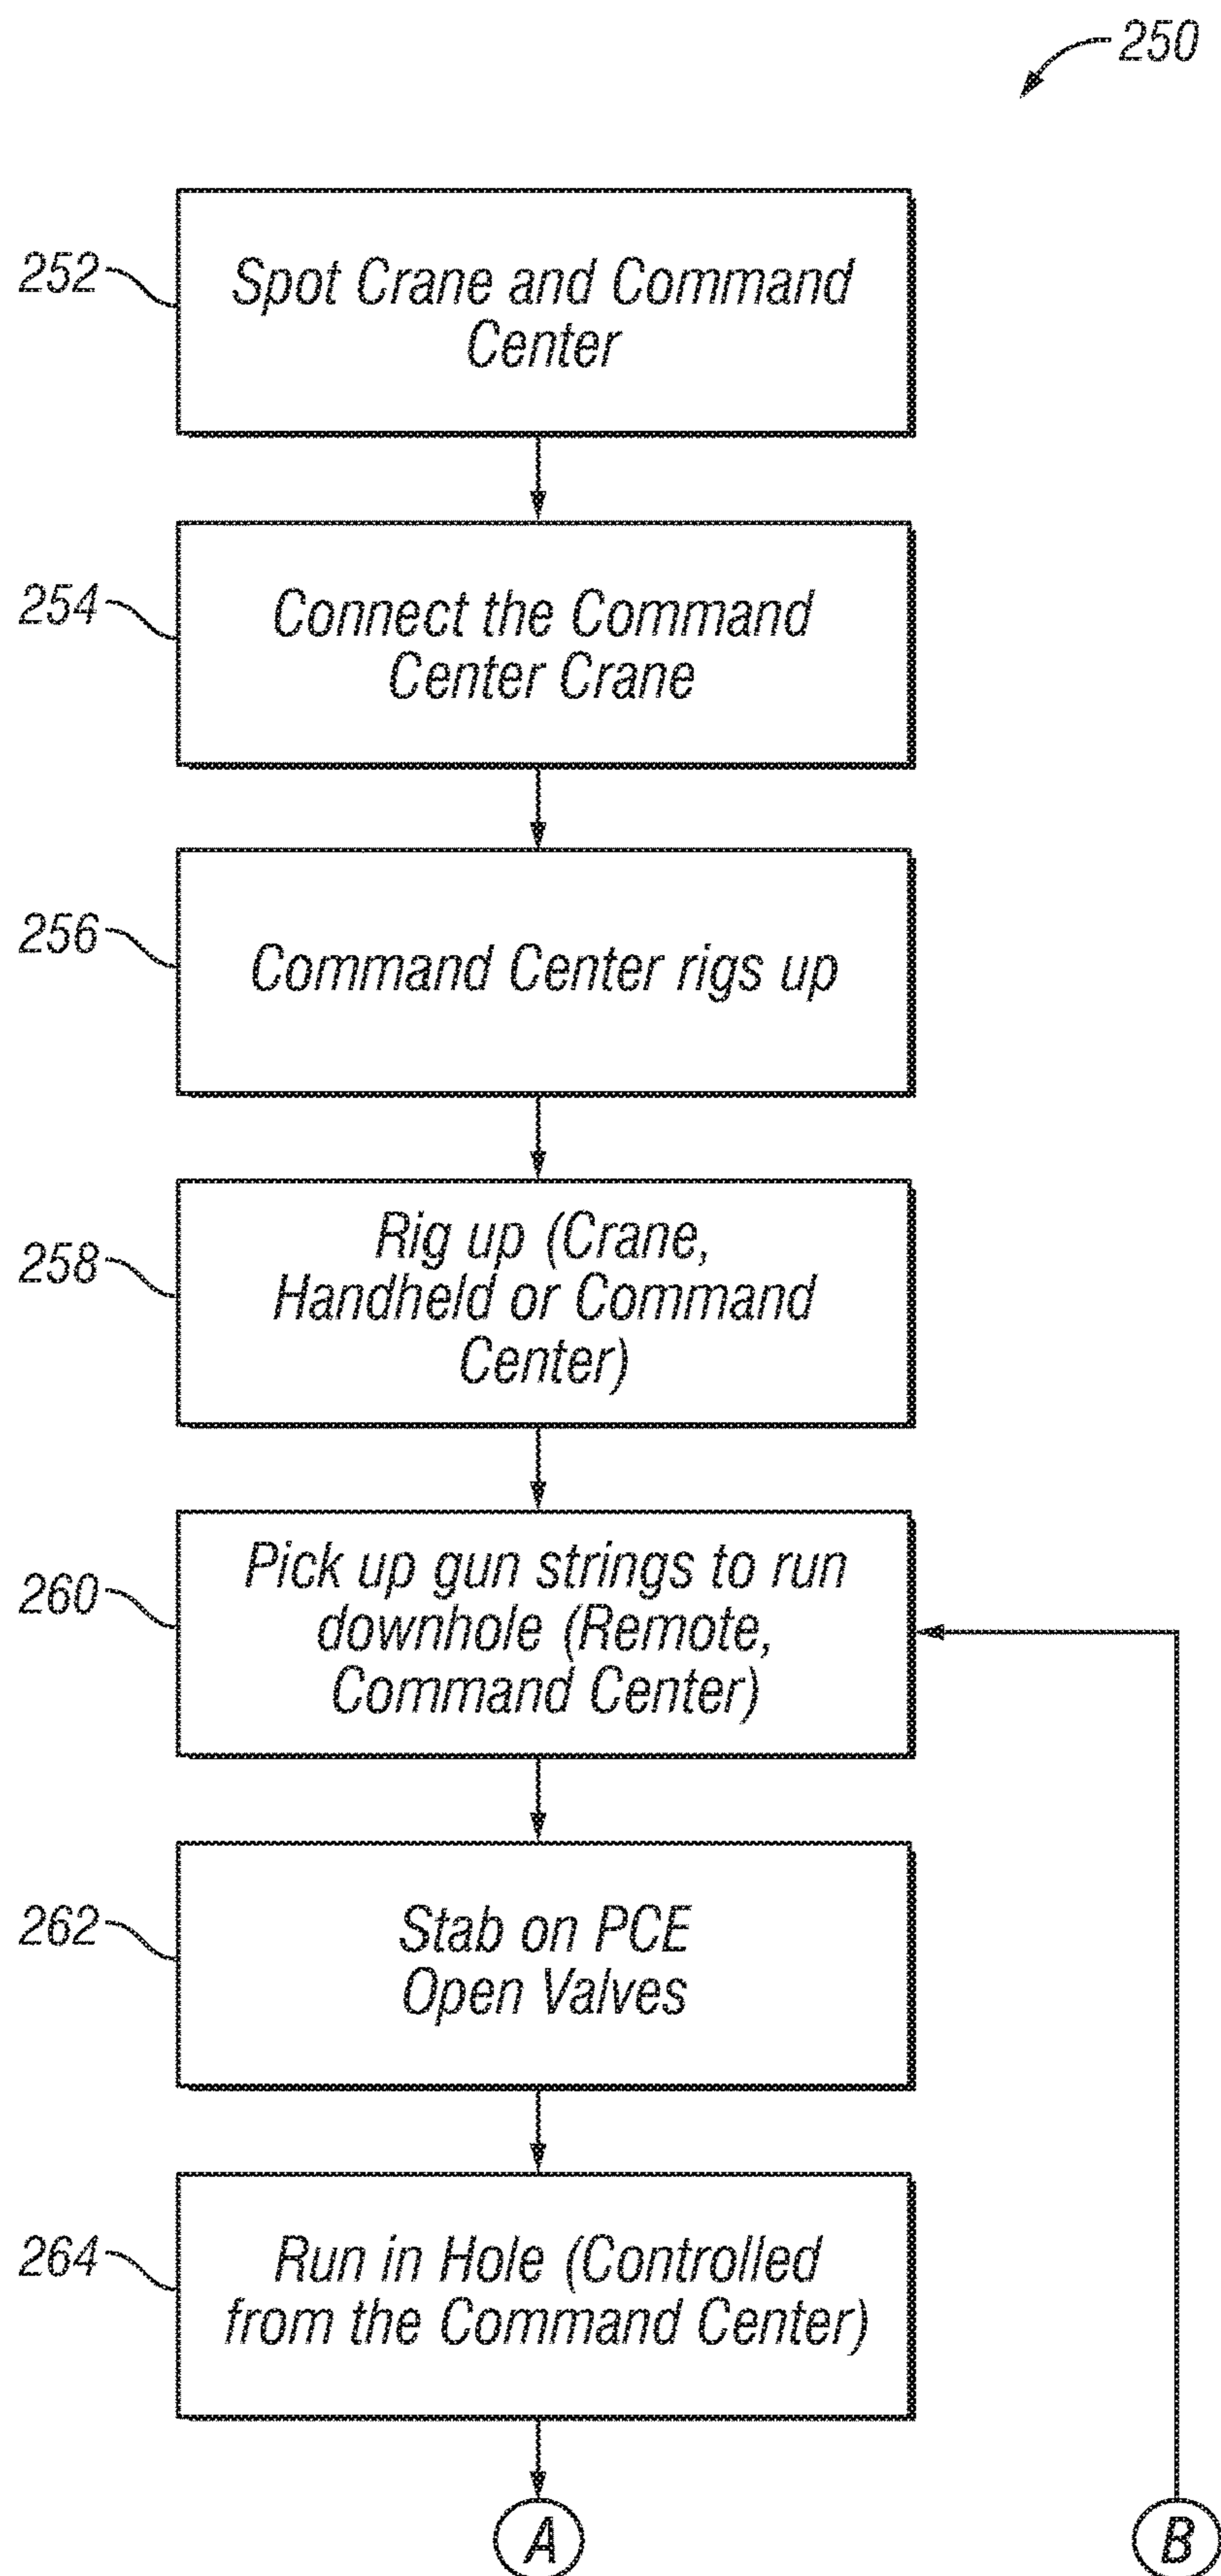 250
252
Spot Crane and Command
Center
254
Connect the Command
Center Crane
256
Command Center rigs up
258
Rig up (Crane,
Handheld or Command
Center)
260
Pick up gun strings to run
downhole (Remote,
Command Center)
262
Stab on PCE
Open Valves
264
Run in Hole (Controlled
from the Command Center)
A
B